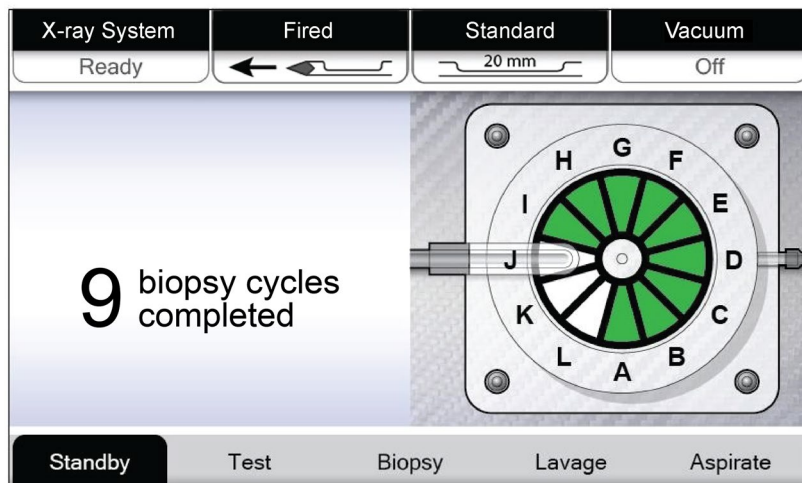 X-ray System
Fired
Standard
Vacuum
Ready
20 mm
Off
9 biopsy cycles
completed
G
H
F
I
E
J
D
K
C
L
B
A
Standby
Test
Biopsy
Lavage
Aspirate